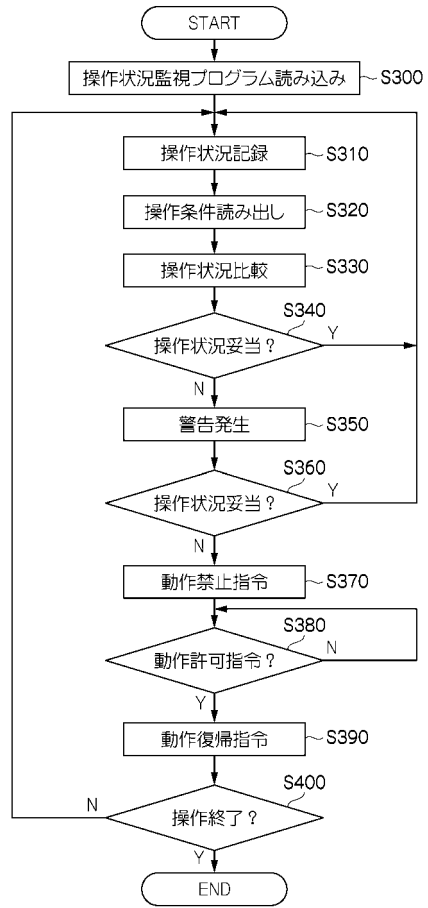 START
操作状況監視プログラム読み込み
S300
操作状況記録
S310
操作条件読み出し
S320
操作状況比較
S330
S340
操作状況妥当?
Y
N
警告発生
S350
S360
操作状況妥当?
Y
N
動作禁止指令
S370
S380
動作許可指令?
N
Y
動作復帰指令
S390
S400
操作終了?
N
Y
END